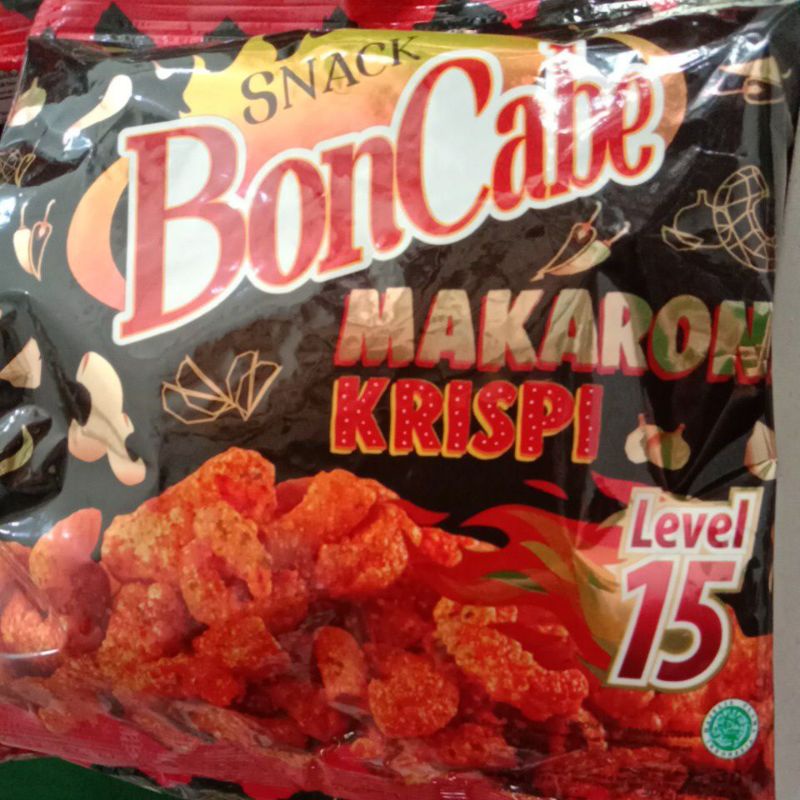 SNACK
BonCabe
MAKARONI
KRISPI
Level
15